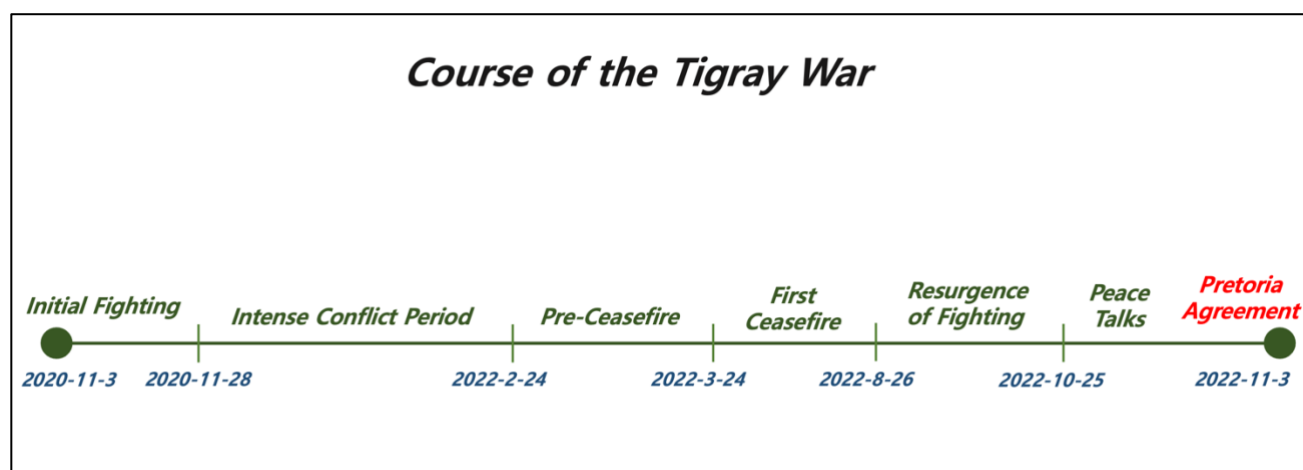 Course of the Tigray War
Initial Fighting
Intense Conflict Period
Pre-Ceasefire
First
Ceasefire
Resurgence
of Fighting
Peace
Talks
Pretoria
Agreement
2020-11-3
2020-11-28
2022-2-24
2022-3-24
2022-8-26
2022-10-25
2022-11-3